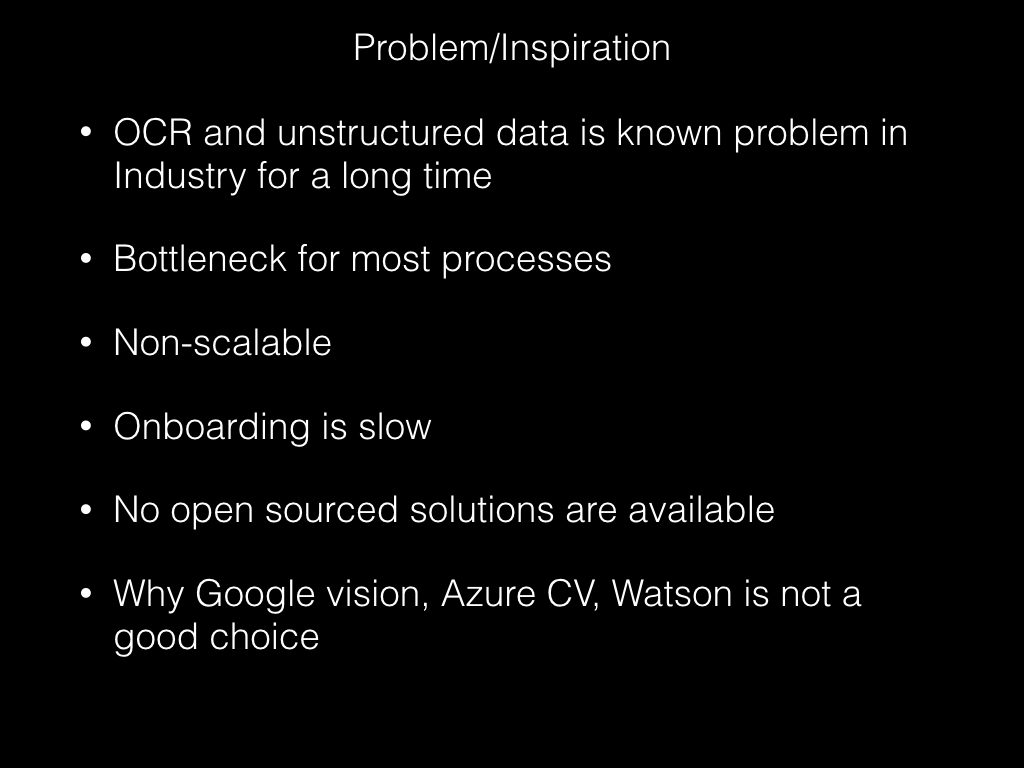 Problem/Inspiration
• OCR and unstructured data is known problem in
Industry for a long time
• Bottleneck for most processes
• Non-scalable
• Onboarding is slow
• No open sourced solutions are available
• Why Google vision, Azure CV, Watson is not a
good choice